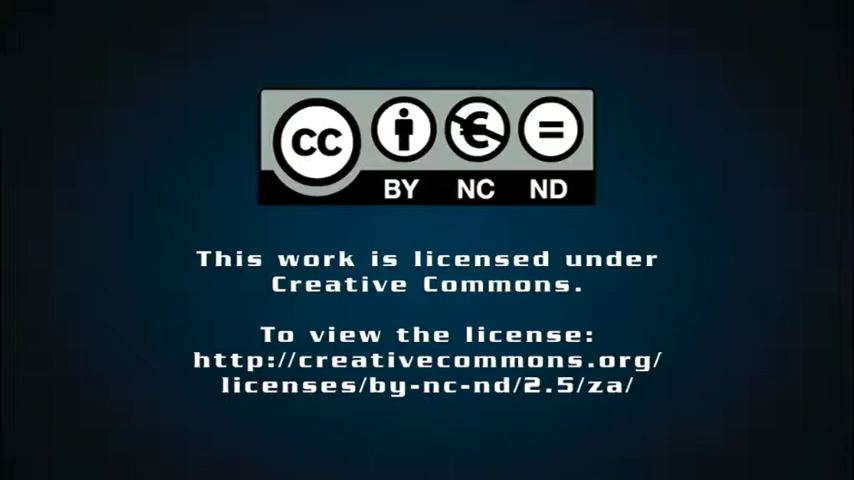 CC
BY NC ND
This work is licensed under
Creative Commons.
To view the license:
http://creativecommons.org/
licenses/by-nc-nd/2.5/za/